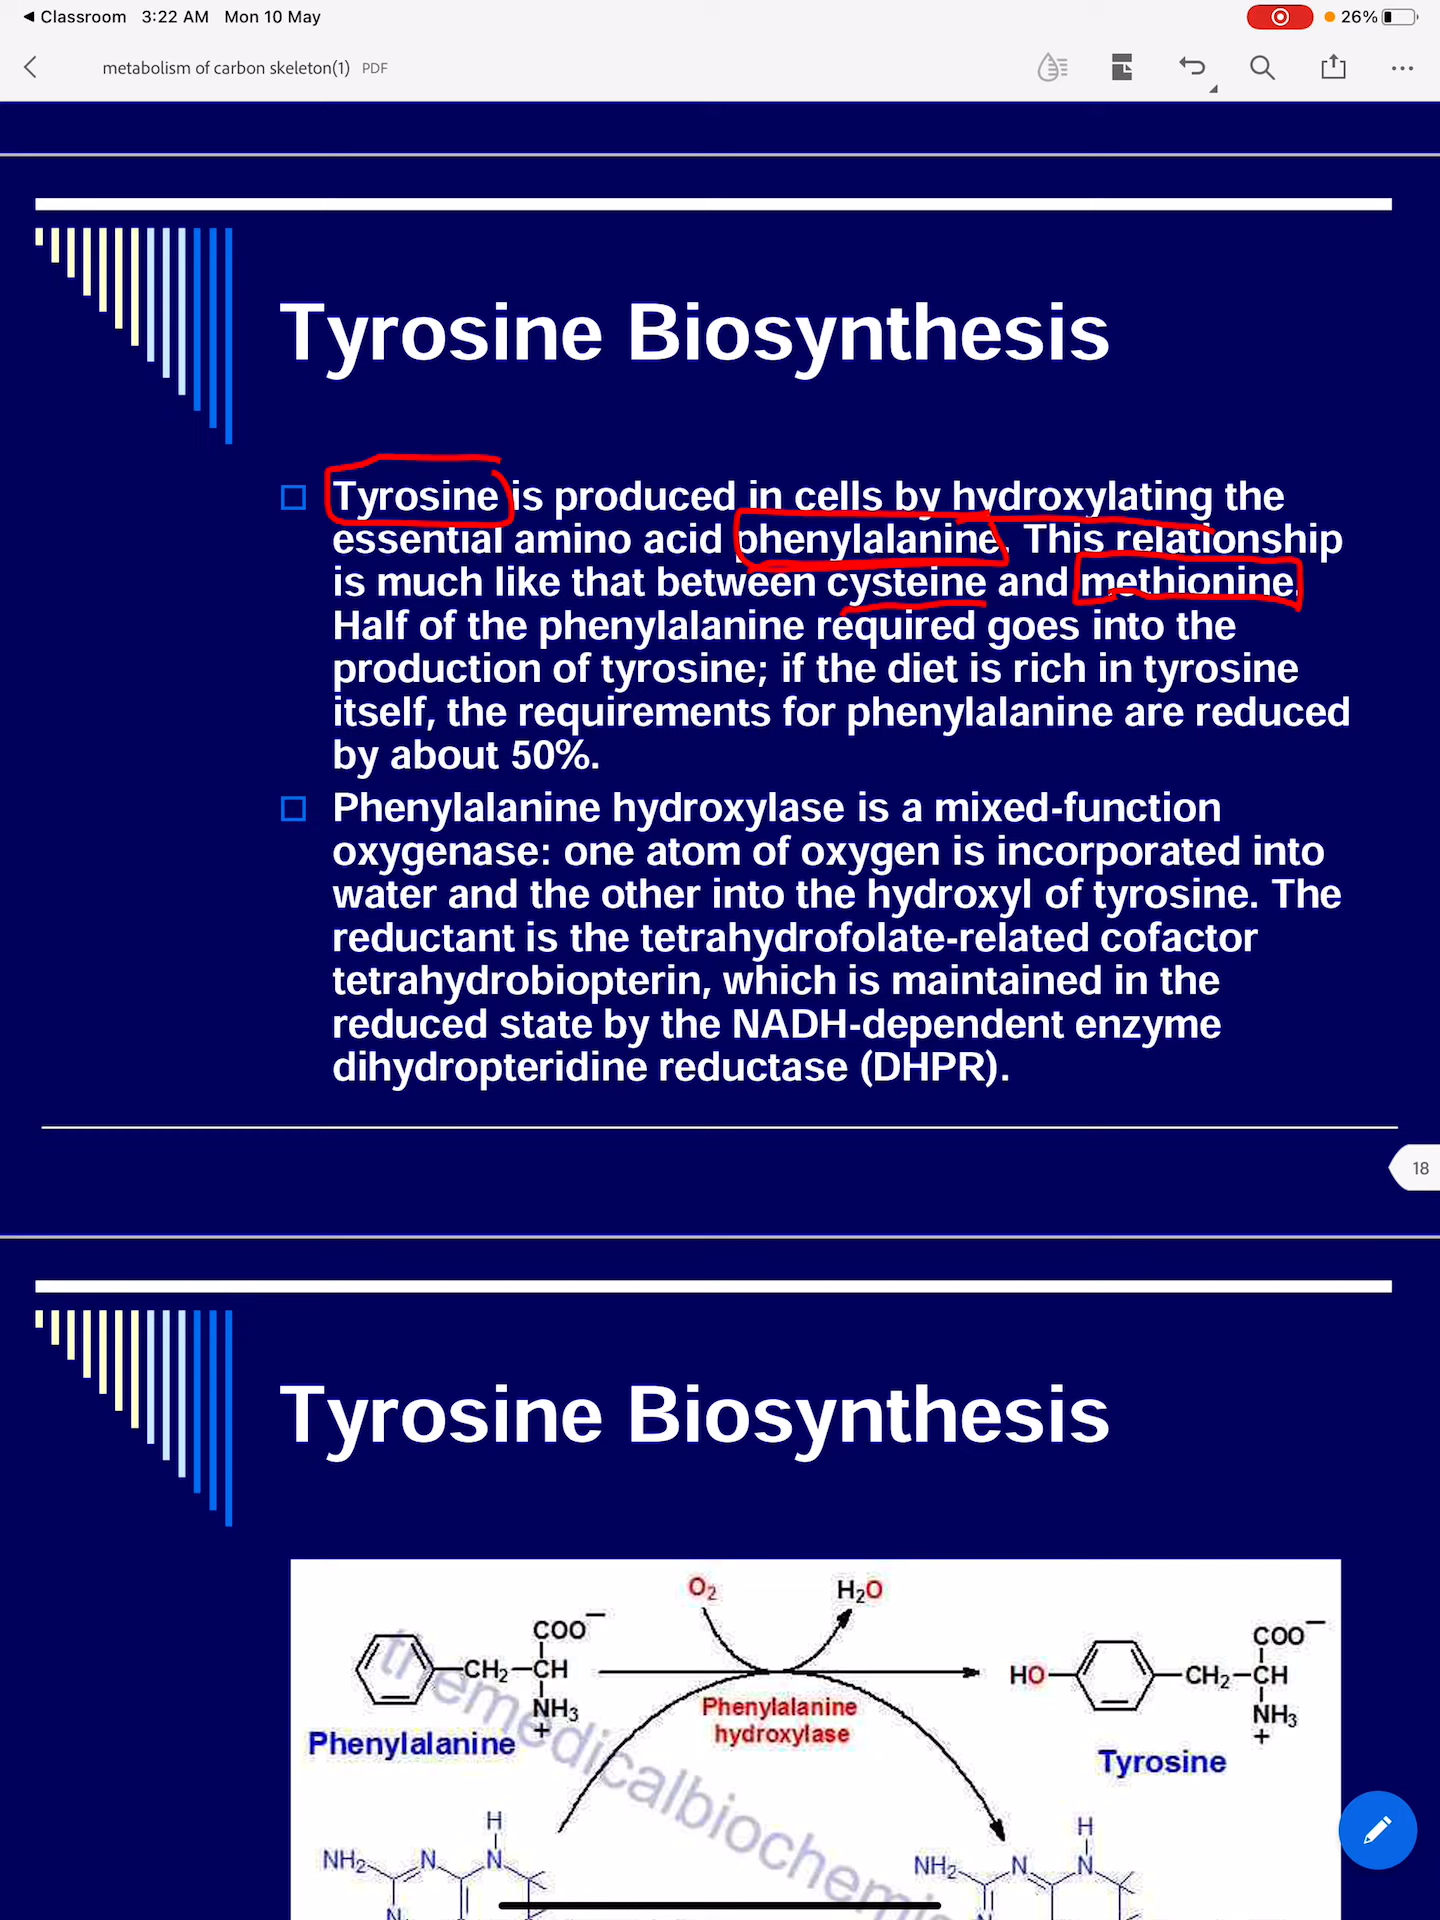 Classroom 3:22 AM Mon 10 May 26%
metabolism of carbon skeleton(1) PDF
Tyrosine Biosynthesis
Tyrosine is produced in cells by hydroxylating the
essential amino acid phenylalanine. This relationship
is much like that between cysteine and methionine.
Half of the phenylalanine required goes into the
production of tyrosine; if the diet is rich in tyrosine
itself, the requirements for phenylalanine are reduced
by about 50%.
Phenylalanine hydroxylase is a mixed-function
oxygenase: one atom of oxygen is incorporated into
water and the other into the hydroxyl of tyrosine. The
reductant is the tetrahydrofolate-related cofactor
tetrahydrobiopterin, which is maintained in the
reduced state by the NADH-dependent enzyme
dihydropteridine reductase (DHPR).
18
Tyrosine Biosynthesis
O₂ H₂O
COO⁻ COO⁻
CH₂ CH HO CH₂ CH
NH₃ NH₃
+ +
Phenylalanine
hydroxylase
Phenylalanine Tyrosine
themedicalbiochemis
H H
NH₂ N N NH₂ N N
N N